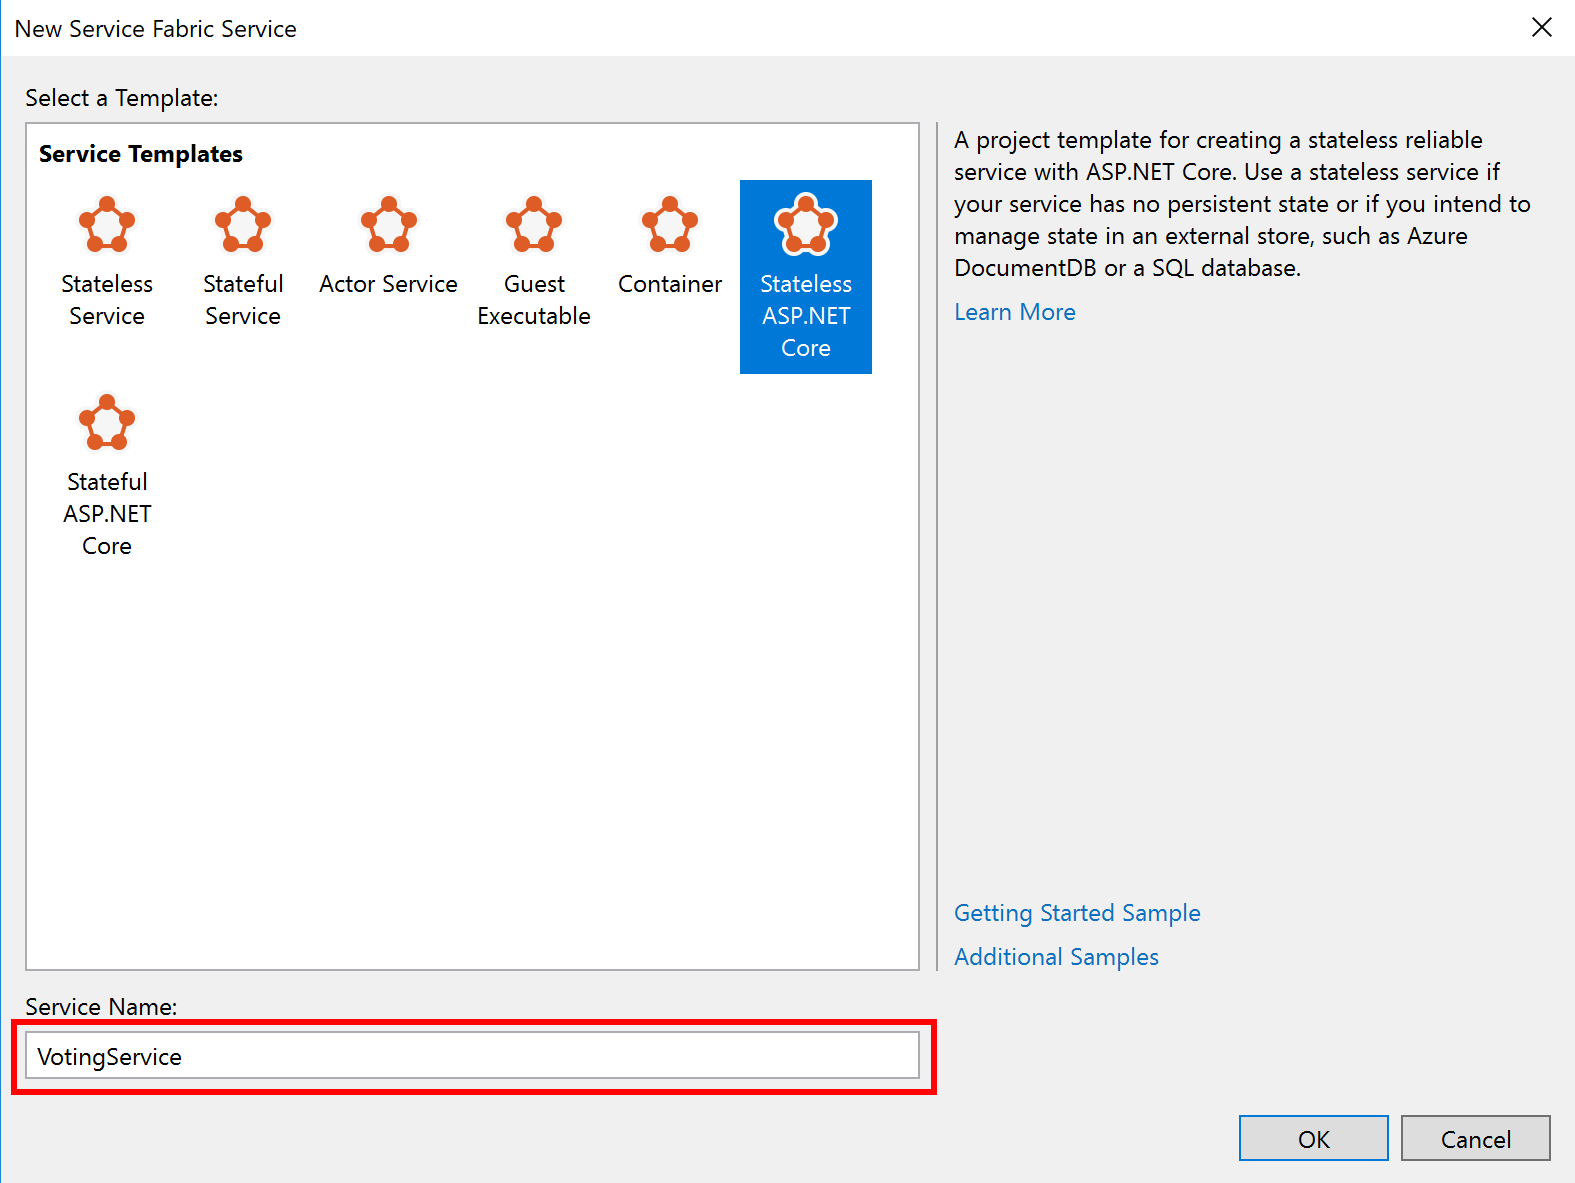 New Service Fabric Service
Select a Template:
Service Templates
Stateless
Service
Stateful
Service
Actor Service
Guest
Executable
Container
Stateless
ASP.NET
Core
Stateful
ASP.NET
Core
A project template for creating a stateless reliable
service with ASP.NET Core. Use a stateless service if
your service has no persistent state or if you intend to
manage state in an external store, such as Azure
DocumentDB or a SQL database.
Learn More
Getting Started Sample
Additional Samples
Service Name:
VotingService
OK
Cancel